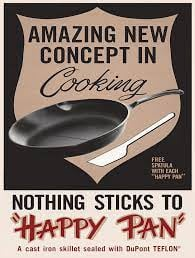 AMAZING NEW
CONCEPT IN
Cooking
FREE
SPATULA
WITH EACH
"HAPPY PAN"
NOTHING STICKS TO
"HAPPY PAN"
A cast iron skillet sealed with DuPont TEFLON®